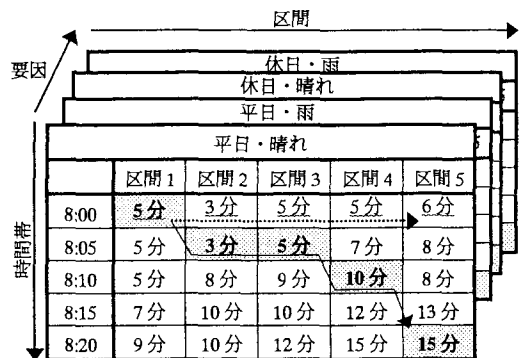 区間
要因
休日・雨
休日・晴れ
平日・雨
平日・晴れ
区間1 区間2 区間3 区間4 区間5
8:00 5分 3分 5分 5分 6分
8:05 5分 3分 5分 7分 8分
8:10 5分 8分 9分 10分 8分
8:15 7分 10分 10分 12分 13分
8:20 9分 10分 12分 15分 15分
時間帯